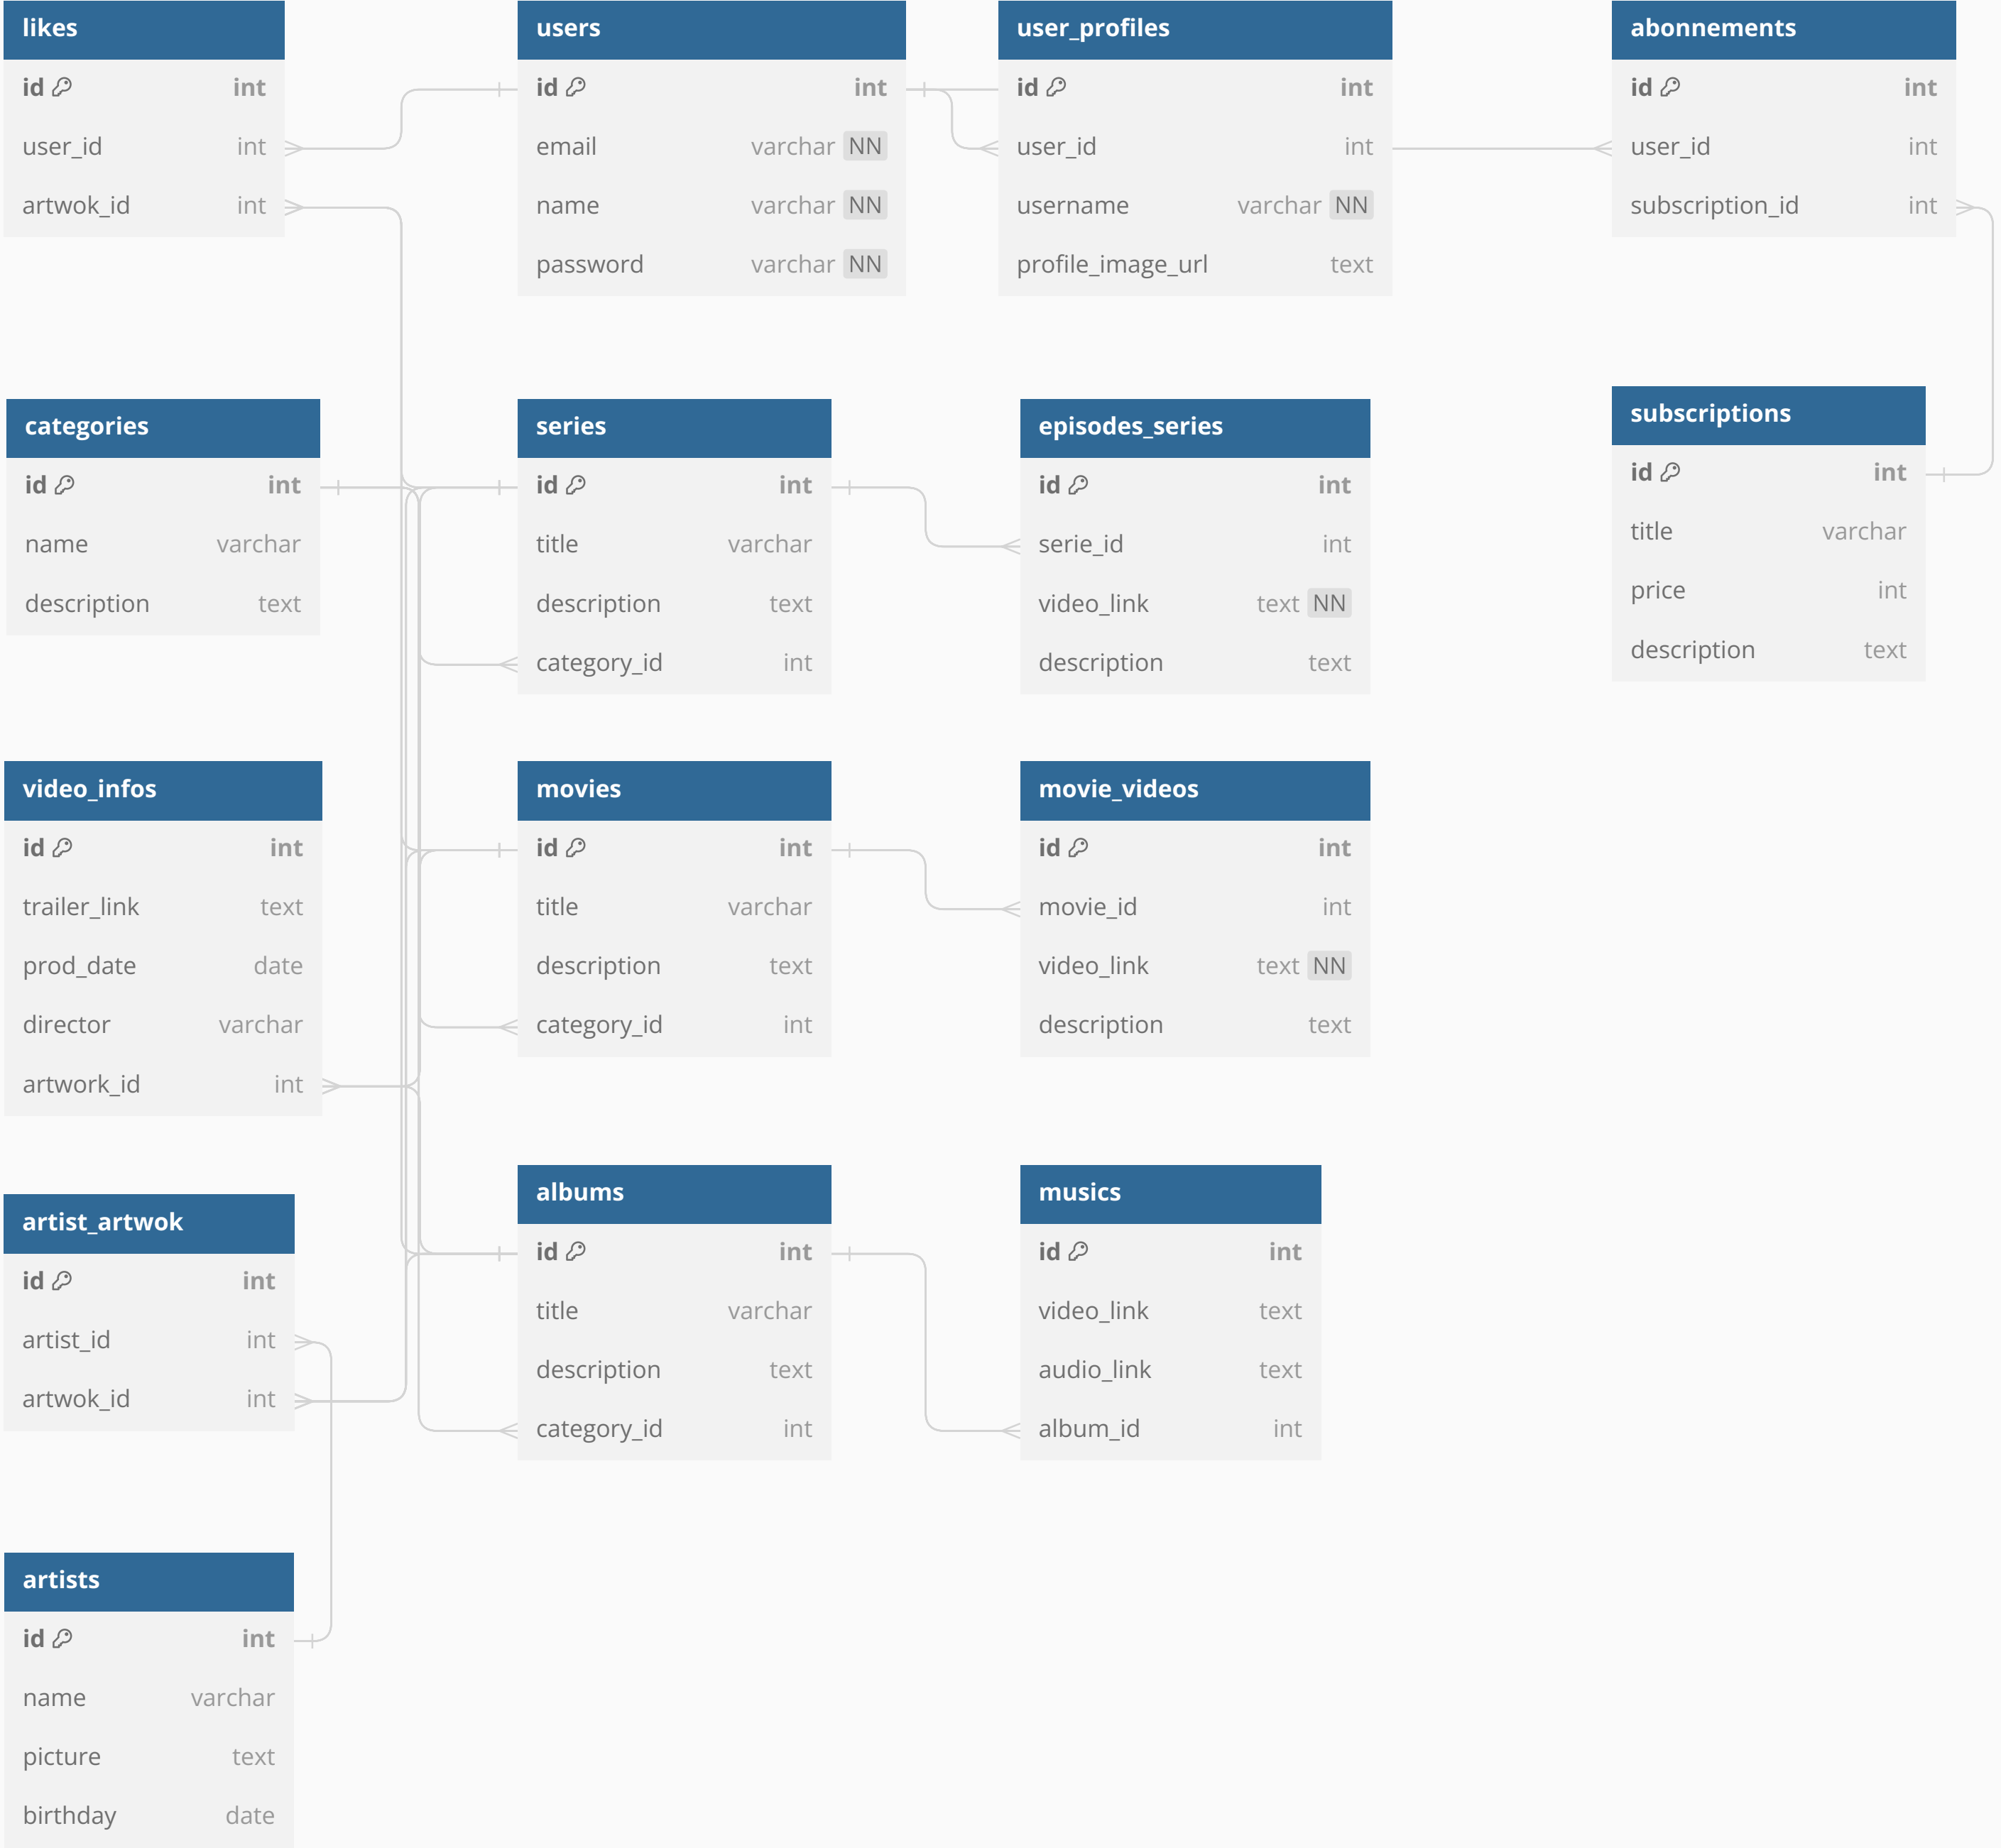 likes
id int
user_id int
artwok_id int
users
id int
email varchar NN
name varchar NN
password varchar NN
user_profiles
id int
user_id int
username varchar NN
profile_image_url text
abonnements
id int
user_id int
subscription_id int
categories
id int
name varchar
description text
series
id int
title varchar
description text
category_id int
episodes_series
id int
serie_id int
video_link text NN
description text
subscriptions
id int
title varchar
price int
description text
video_infos
id int
trailer_link text
prod_date date
director varchar
artwork_id int
movies
id int
title varchar
description text
category_id int
movie_videos
id int
movie_id int
video_link text NN
description text
artist_artwok
id int
artist_id int
artwok_id int
albums
id int
title varchar
description text
category_id int
musics
id int
video_link text
audio_link text
album_id int
artists
id int
name varchar
picture text
birthday date